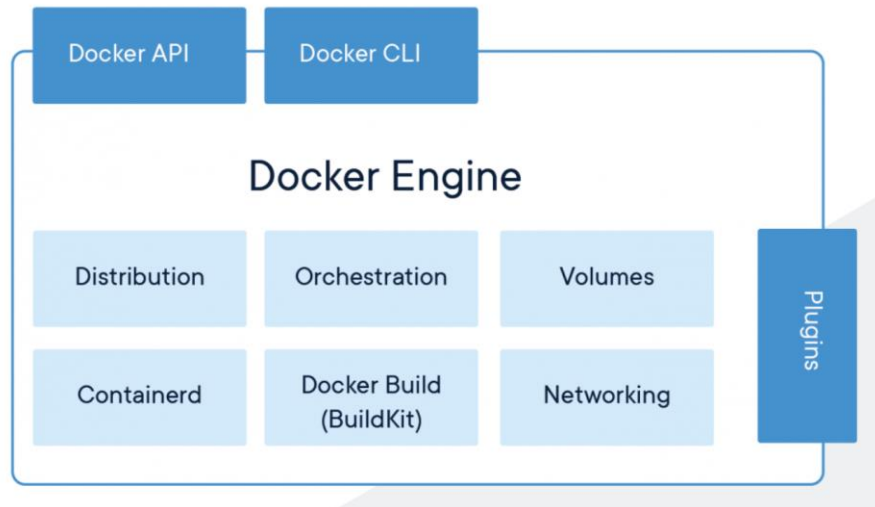 Docker API
Docker CLI
Docker Engine
Distribution
Orchestration
Volumes
Plugins
Containerd
Docker Build
(BuildKit)
Networking